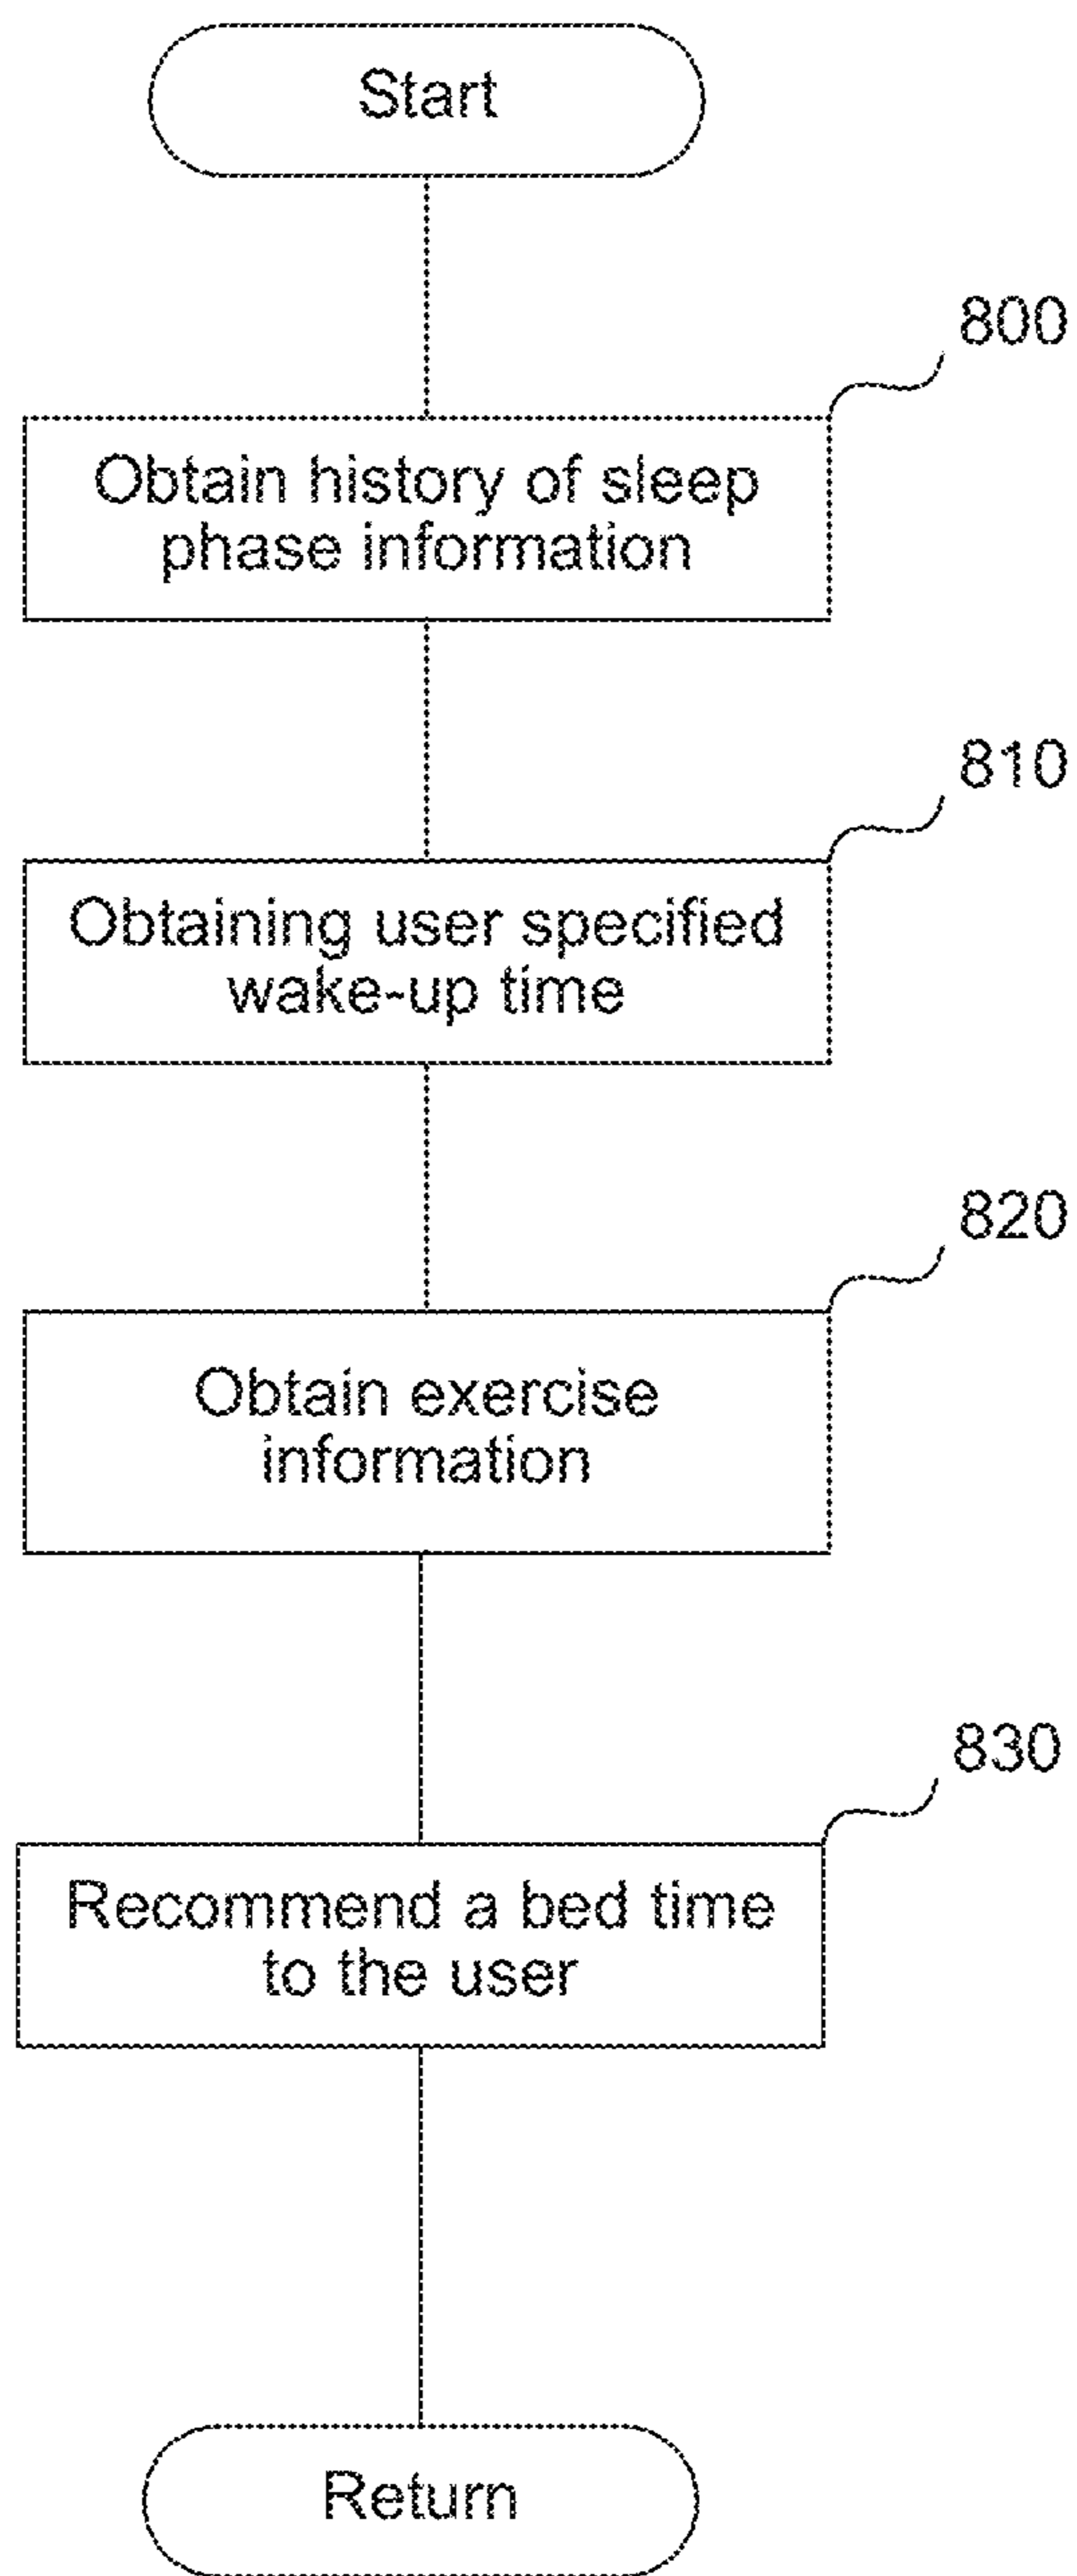 Start
800
Obtain history of sleep
phase information
810
Obtaining user specified
wake-up time
820
Obtain exercise
information
830
Recommend a bed time
to the user
Return